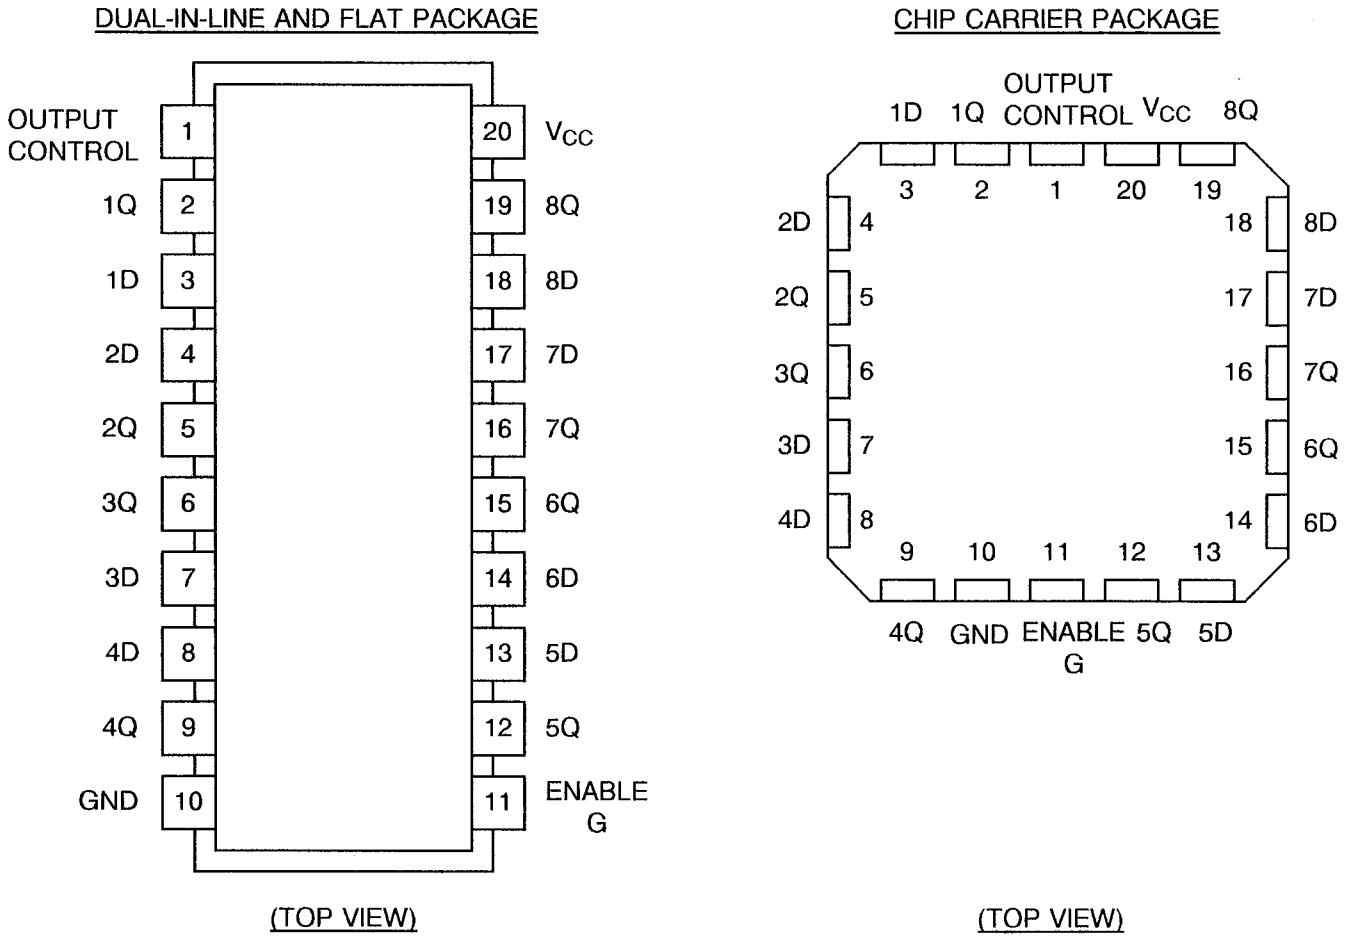 DUAL-IN-LINE AND FLAT PACKAGE
OUTPUT
CONTROL
1
20
VCC
1Q
2
19
8Q
1D
3
18
8D
2D
4
17
7D
2Q
5
16
7Q
3Q
6
15
6Q
3D
7
14
6D
4D
8
13
5D
4Q
9
12
5Q
GND
10
11
ENABLE
G
(TOP VIEW)
CHIP CARRIER PACKAGE
1D
1Q
OUTPUT
CONTROL
VCC
8Q
3
2
1
20
19
2D
4
18
8D
2Q
5
17
7D
3Q
6
16
7Q
3D
7
15
6Q
4D
8
14
6D
9
10
11
12
13
4Q
GND
ENABLE
G
5Q
5D
(TOP VIEW)